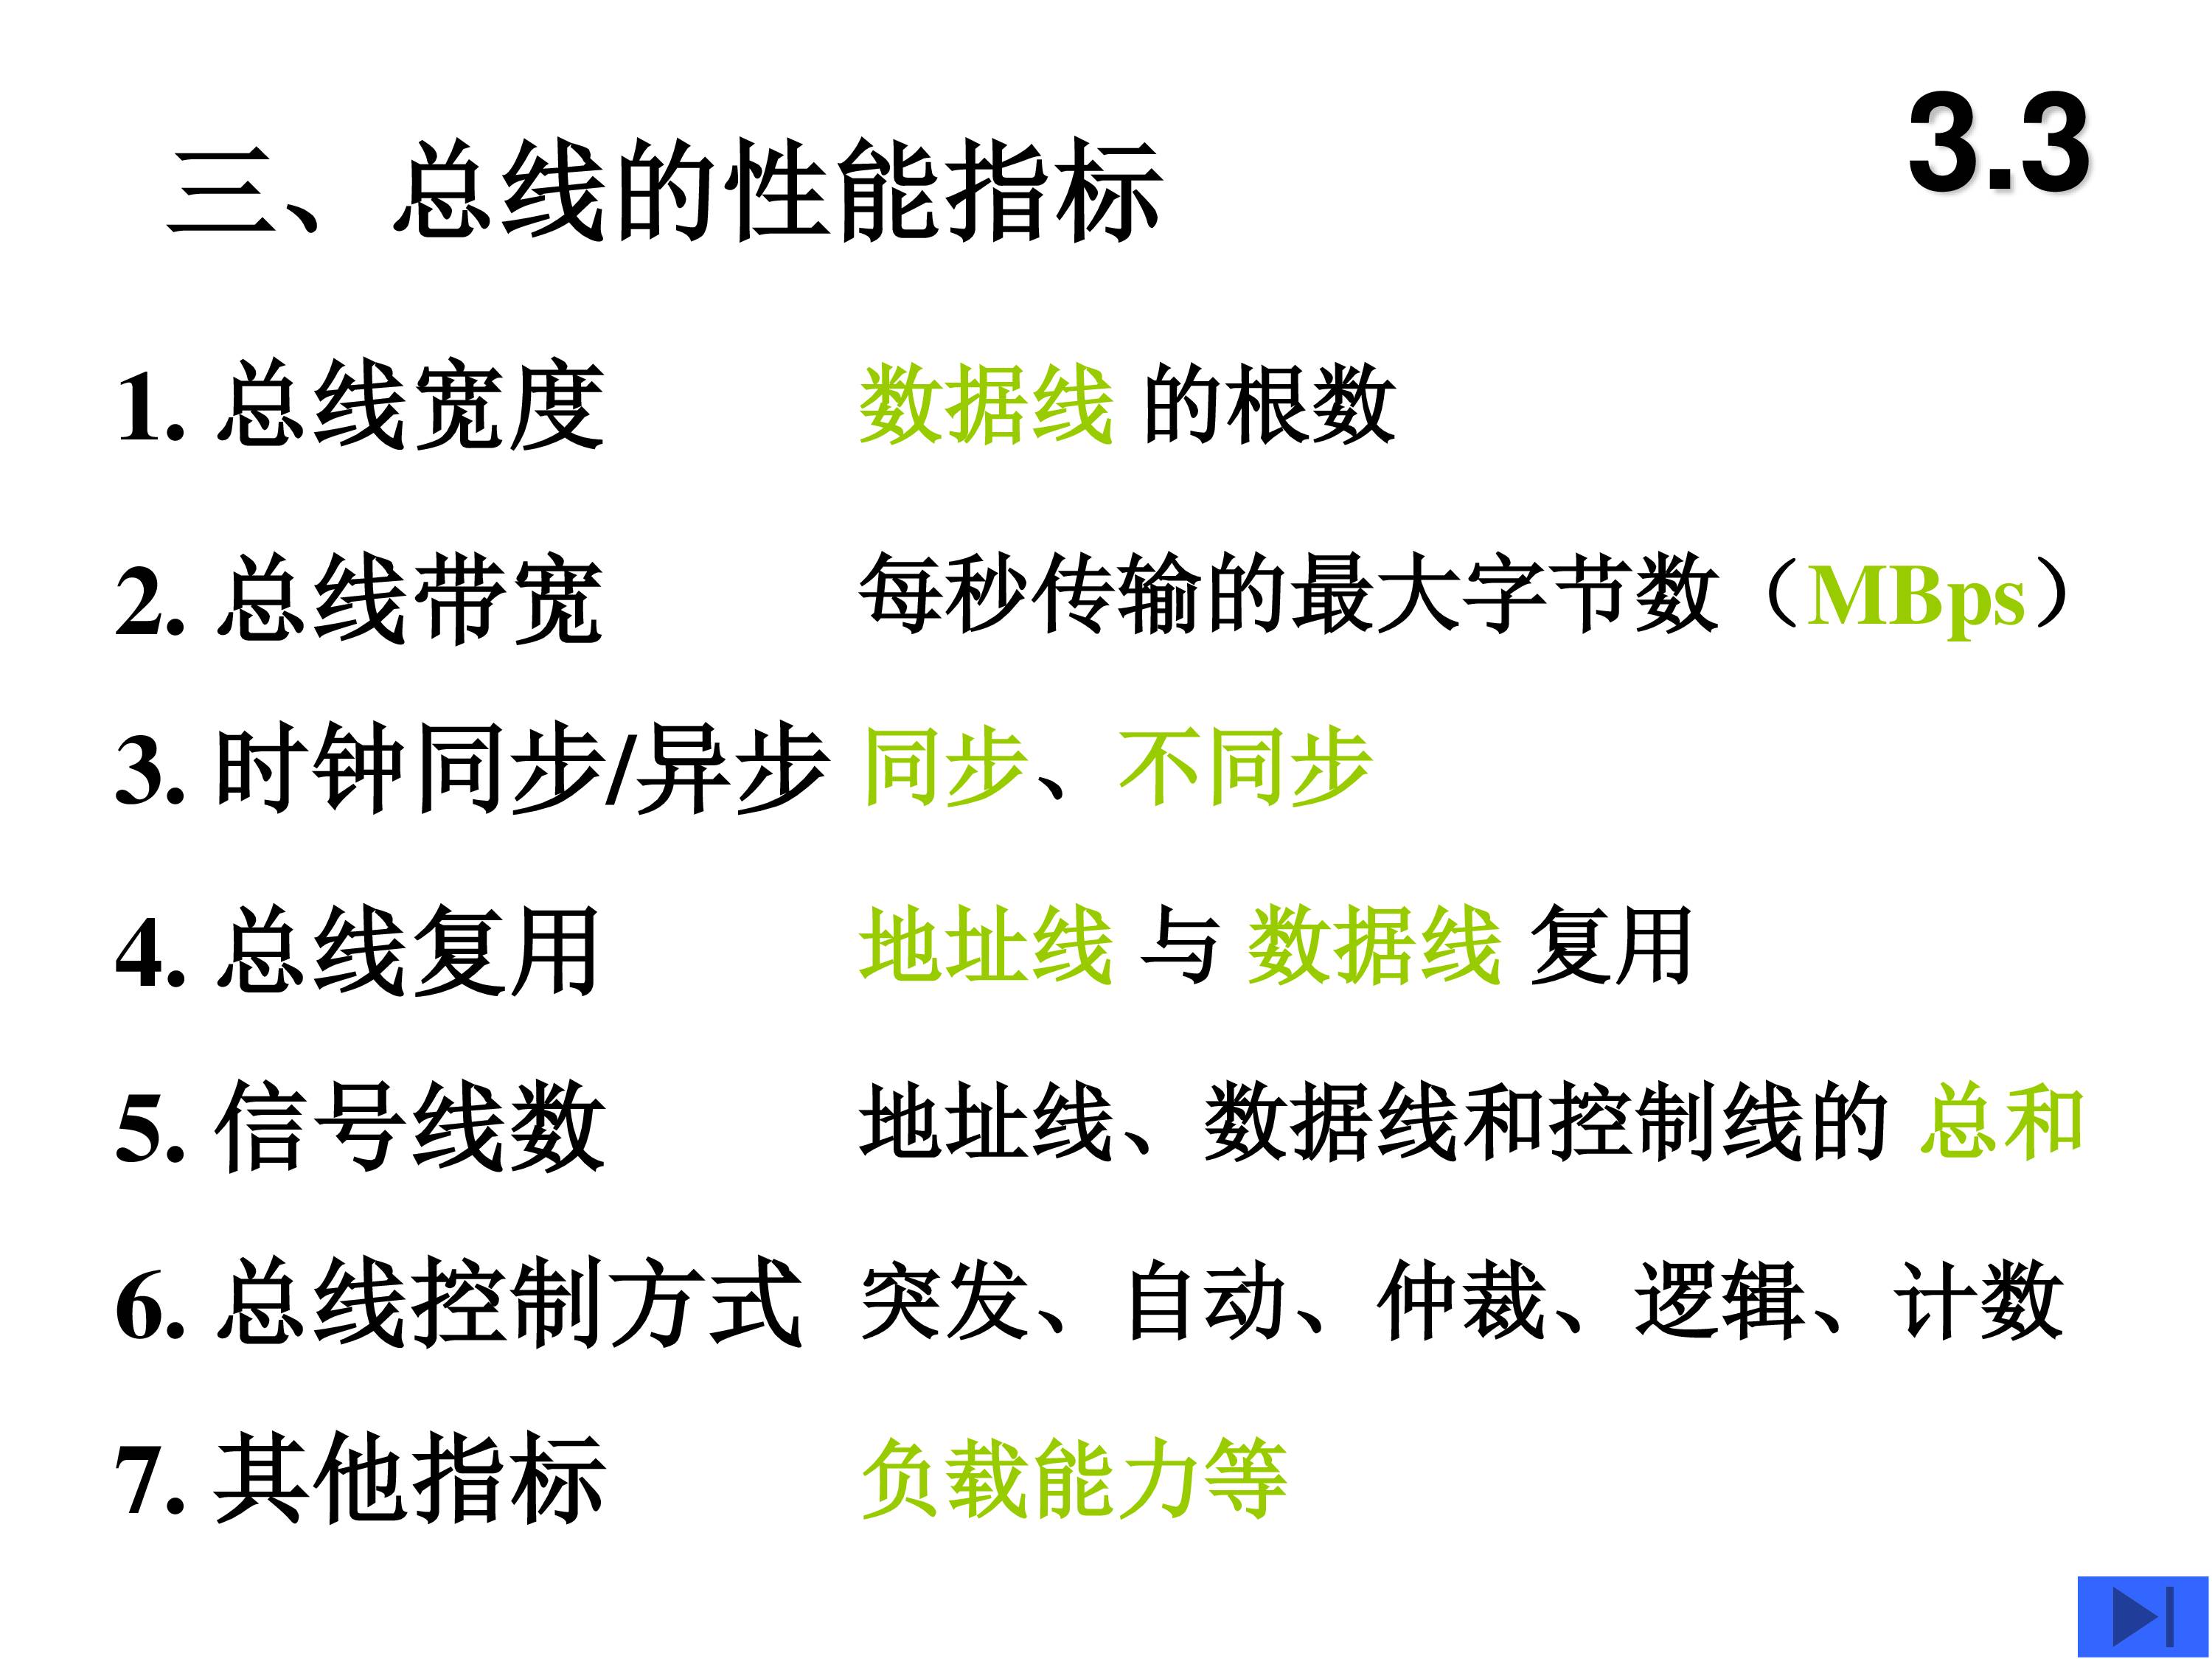 3.3
三、总线的性能指标
1. 总线宽度 数据线 的根数
2. 总线带宽 每秒传输的最大字节数（MBps）
3. 时钟同步/异步 同步、不同步
4. 总线复用 地址线 与 数据线 复用
5. 信号线数 地址线、数据线和控制线的 总和
6. 总线控制方式 突发、自动、仲裁、逻辑、计数
7. 其他指标 负载能力等